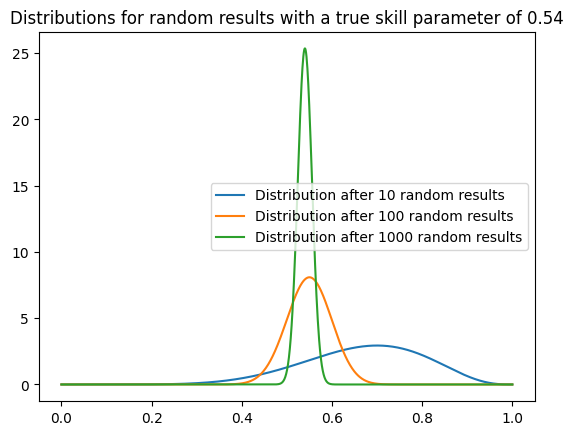 Distributions for random results with a true skill parameter of 0.54
25
20
15
10
5
0
Distribution after 10 random results
Distribution after 100 random results
Distribution after 1000 random results
0.0 0.2 0.4 0.6 0.8 1.0